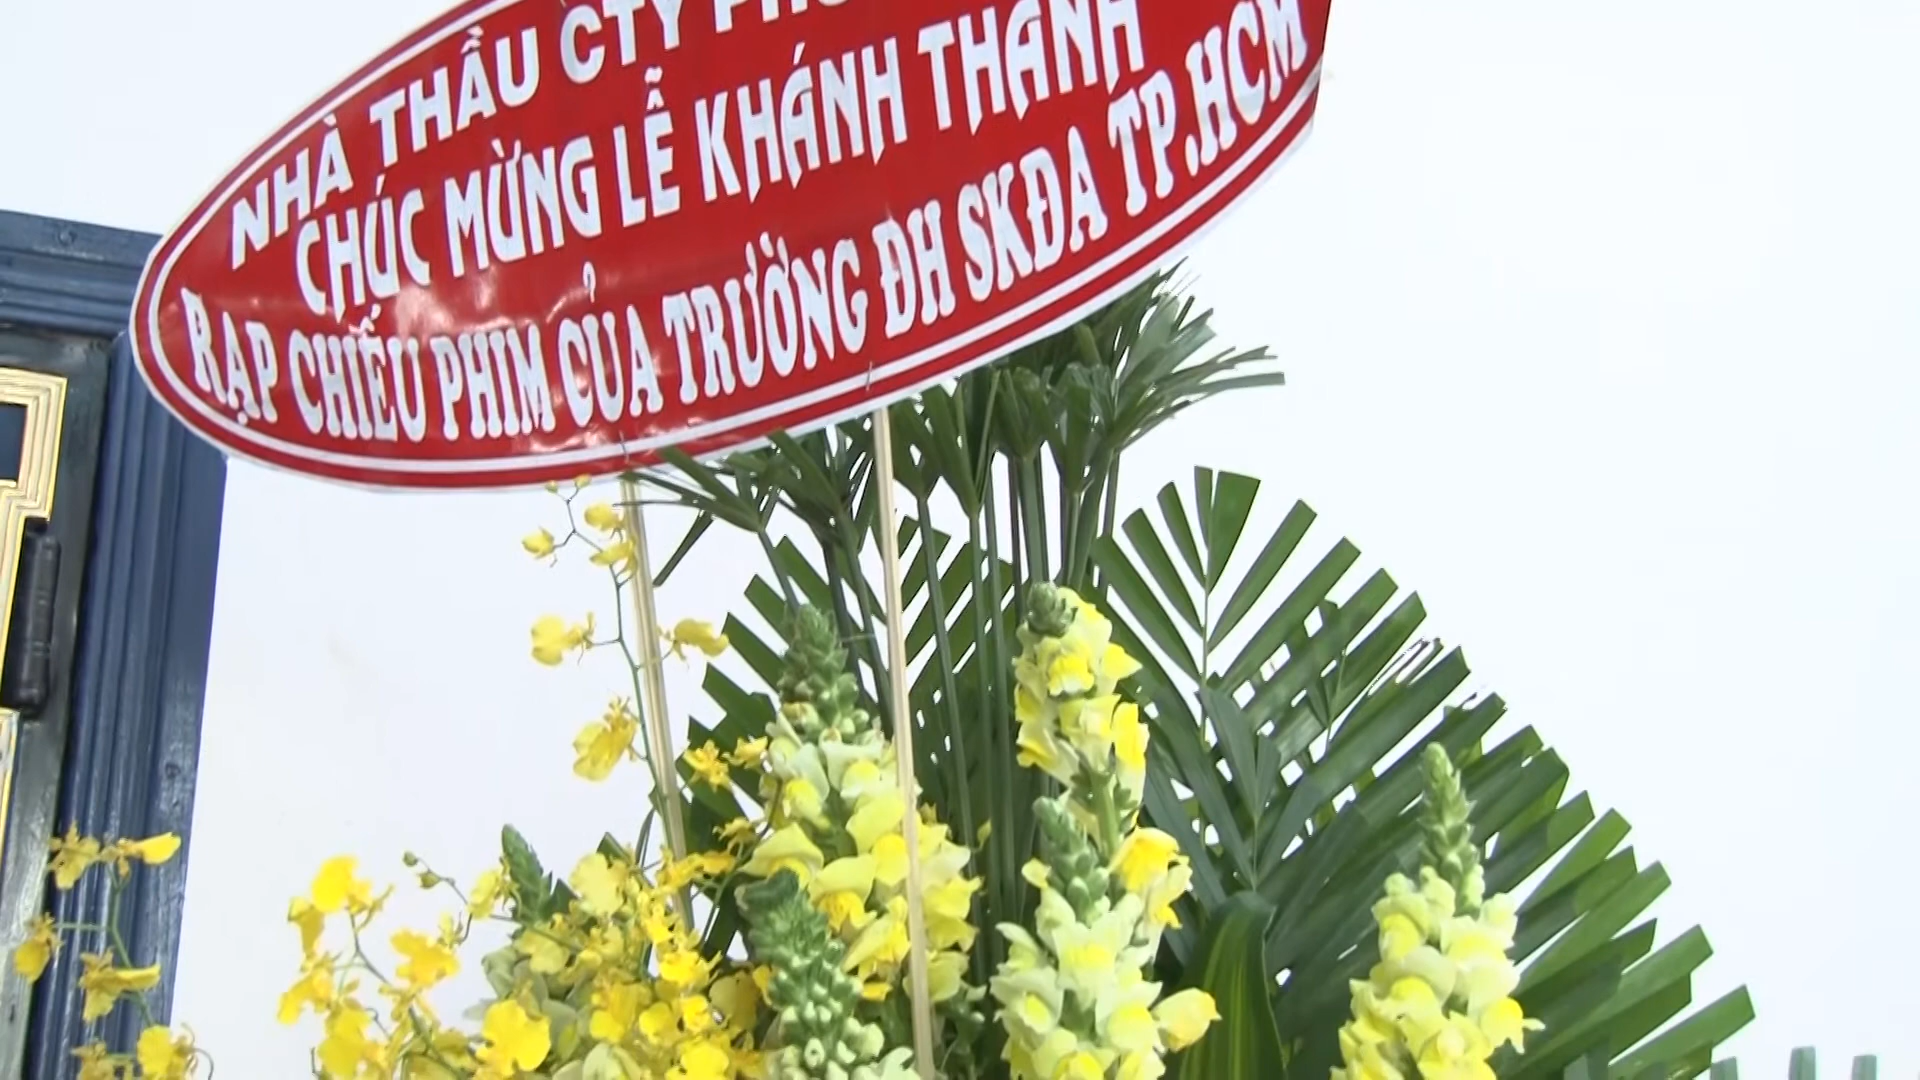 NHÀ THẦU CTY
CHÚC MỪNG LỄ KHÁNH THÀNH
RẠP CHIẾU PHIM CỦA TRƯỜNG ĐH SKĐA TP.HCM